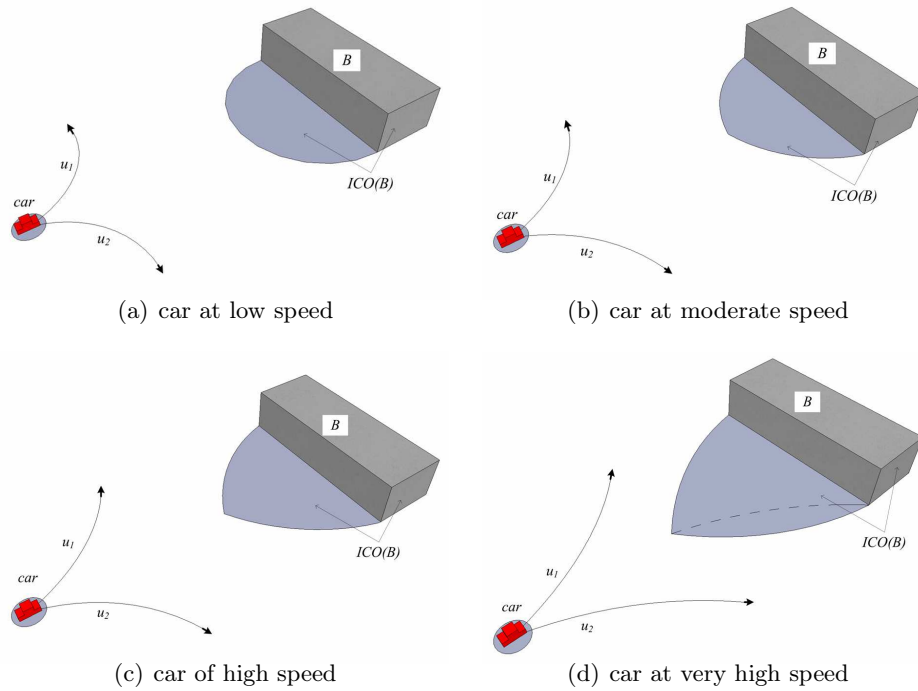 B
u1
car
ICO(B)
u2
(a) car at low speed
B
u1
car
ICO(B)
u2
(b) car at moderate speed
B
u1
ICO(B)
car
u2
(c) car of high speed
B
ICO(B)
u1
car
u2
(d) car at very high speed